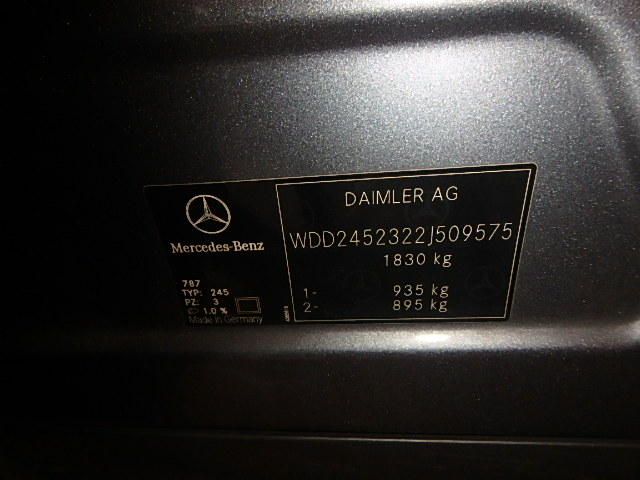 Mercedes-Benz
787
TYP: 245
PZ: 3
1.0 %
Made in Germany
DAIMLER AG
WDD2452322J509575
1830 kg
1- 935 kg
2- 895 kg